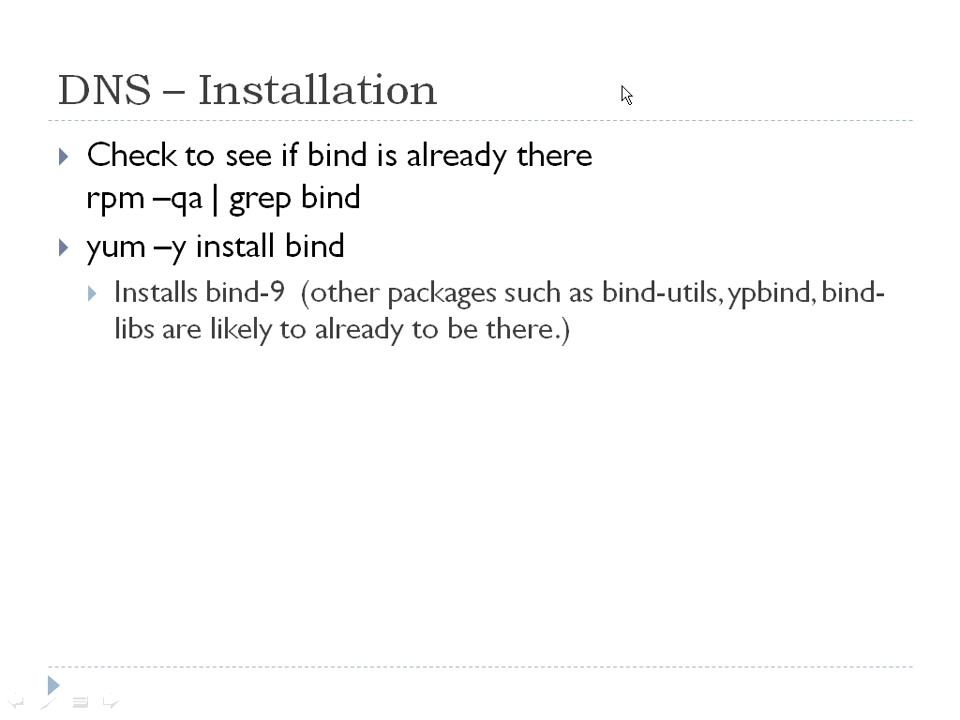 DNS – Installation
Check to see if bind is already there
rpm –qa | grep bind
yum –y install bind
Installs bind-9 (other packages such as bind-utils, ypbind, bind-
libs are likely to already to be there.)